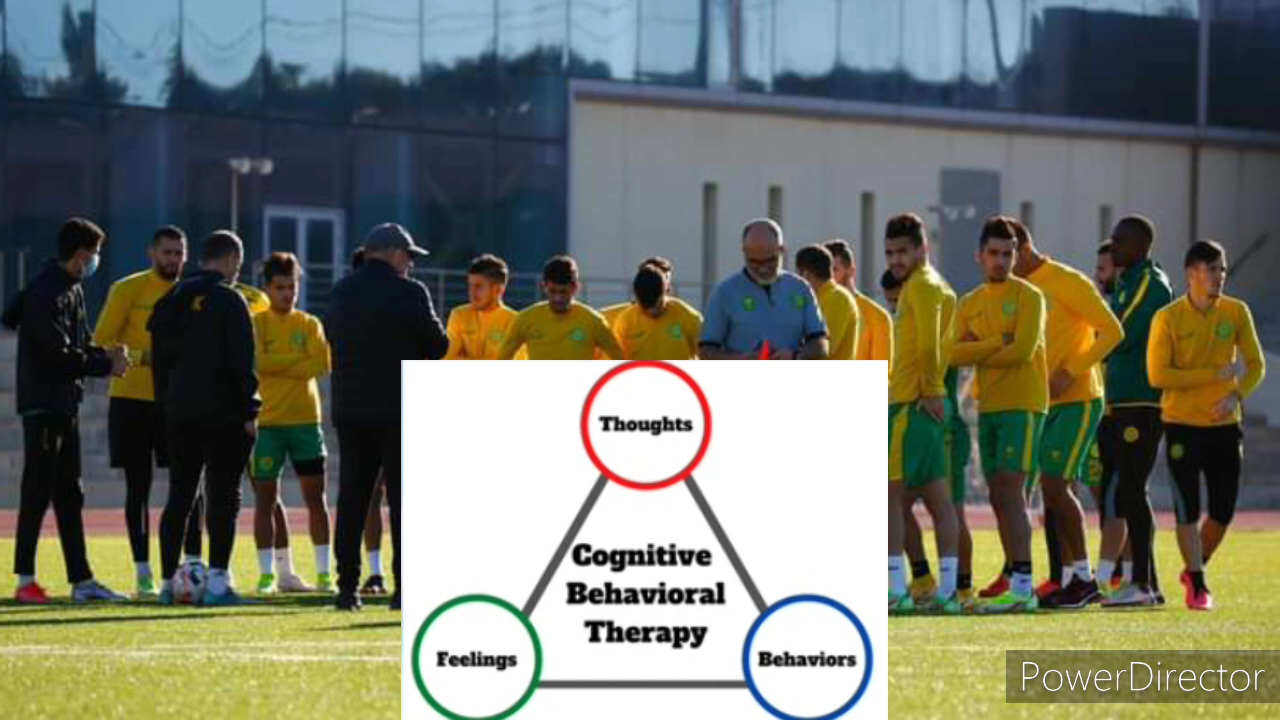 Thoughts
Cognitive
Behavioral
Therapy
Feelings
Behaviors
PowerDirector